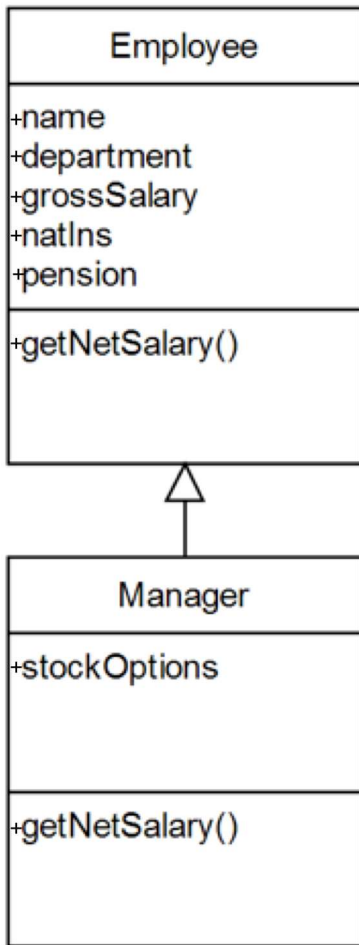 Employee
+name
+department
+grossSalary
+natIns
+pension
+getNetSalary()
Manager
+stockOptions
+getNetSalary()